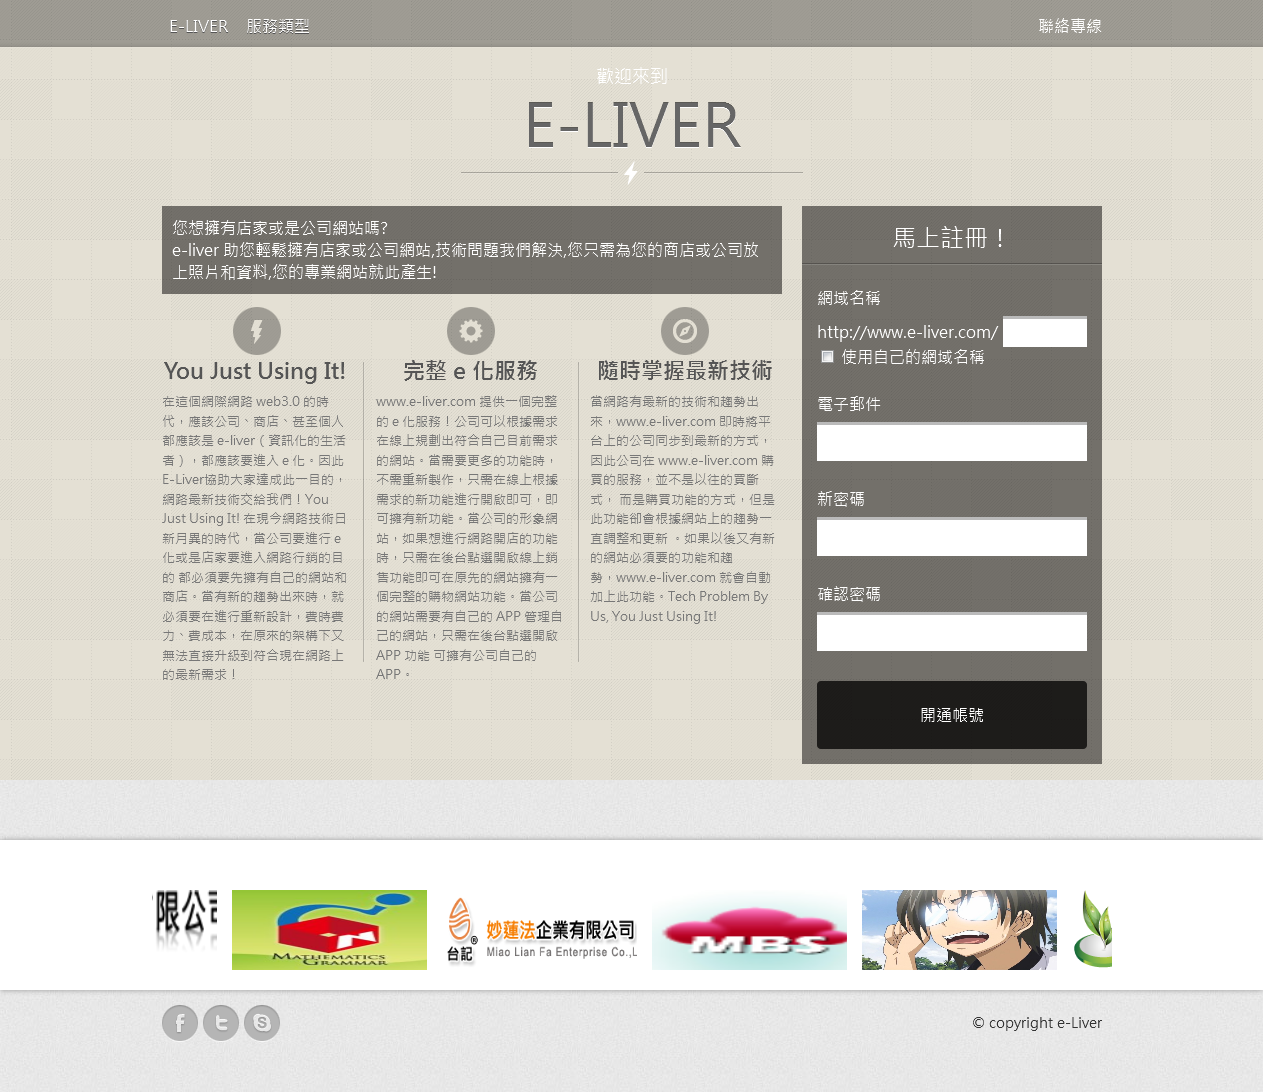 E-LIVER 服務類型 聯絡專線
歡迎來到
E-LIVER
您想擁有店家或是公司網站嗎?
e-liver 助您輕鬆擁有店家或公司網站,技術問題我們解決,您只需為您的商店或公司放
上照片和資料,您的專業網站就此產生!
You Just Using It!
在這個網際網路 web3.0 的時
代，應該公司、商店、甚至個人
都應該是 e-liver（資訊化的生活
者），都應該要進入 e 化。因此
E-Liver協助大家達成此一目的，
網路最新技術交給我們！You
Just Using It! 在現今網路技術日
新月異的時代，當公司要進行 e
化或是店家要進入網路行銷的目
的 都必須要先擁有自己的網站和
商店。當有新的趨勢出來時，就
必須要在進行重新設計，費時費
力、費成本，在原來的架構下又
無法直接升級到符合現在網路上
的最新需求！
完整 e 化服務
www.e-liver.com 提供一個完整
的 e 化服務！公司可以根據需求
在線上規劃出符合自己目前需求
的網站。當需要更多的功能時，
不需重新製作，只需在線上根據
需求的新功能進行開啟即可，即
可擁有新功能。當公司的形象網
站，如果想進行網路開店的功能
時，只需在後台點選開啟線上銷
售功能即可在原先的網站擁有一
個完整的購物網站功能。當公司
的網站需要有自己的 APP 管理自
己的網站，只需在後台點選開啟
APP 功能 可擁有公司自己的
APP。
隨時掌握最新技術
當網路有最新的技術和趨勢出
來，www.e-liver.com 即時將平
台上的公司同步到最新的方式，
因此公司在 www.e-liver.com 購
買的服務，並不是以往的買斷
式， 而是購買功能的方式，但是
此功能卻會根據網站上的趨勢一
直調整和更新 。如果以後又有新
的網站必須要的功能和趨
勢，www.e-liver.com 就會自動
加上此功能。Tech Problem By
Us, You Just Using It!
馬上註冊！
網域名稱
http://www.e-liver.com/
使用自己的網域名稱
電子郵件
新密碼
確認密碼
開通帳號
限公司
MATHEMATICS
GRAMMAR
台記®
妙蓮法企業有限公司
Miao Lian Fa Enterprise Co.,L
MBS
© copyright e-Liver